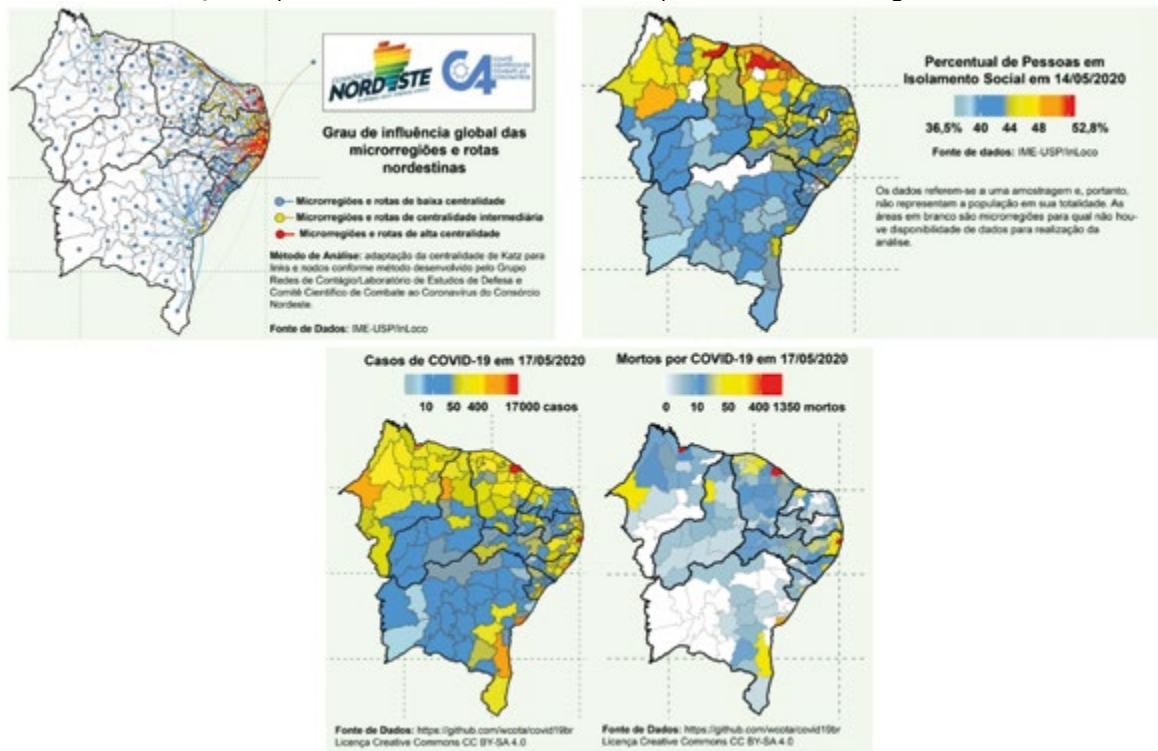 NORDESTE
C4
Grau de influência global das
microrregiões e rotas
nordestinas
Microrregiões e rotas de baixa centralidade
Microrregiões e rotas de centralidade intermediária
Microrregiões e rotas de alta centralidade
Método de Análise: adaptação da centralidade de Katz para
links e nodos conforme método desenvolvido pelo Grupo
Redes de Contágio/Laboratório de Estudos de Defesa e
Comitê Científico de Combate ao Coronavírus do Consórcio
Nordeste.
Fonte de Dados: IME-USP/InLoco
Percentual de Pessoas em
Isolamento Social em 14/05/2020
36,5% 40 44 48 52,8%
Fonte de dados: IME-USP/InLoco
Os dados referem-se a uma amostragem e, portanto,
não representam a população em sua totalidade. As
áreas em branco são microrregiões para qual não hou-
ve disponibilidade de dados para realização da
análise.
Casos de COVID-19 em 17/05/2020
10 50 400 17000 casos
Fonte de Dados: https://github.com/wcota/covid19br
Licença Creative Commons CC BY-SA 4.0
Mortos por COVID-19 em 17/05/2020
0 10 50 400 1350 mortos
Fonte de Dados: https://github.com/wcota/covid19br
Licença Creative Commons CC BY-SA 4.0